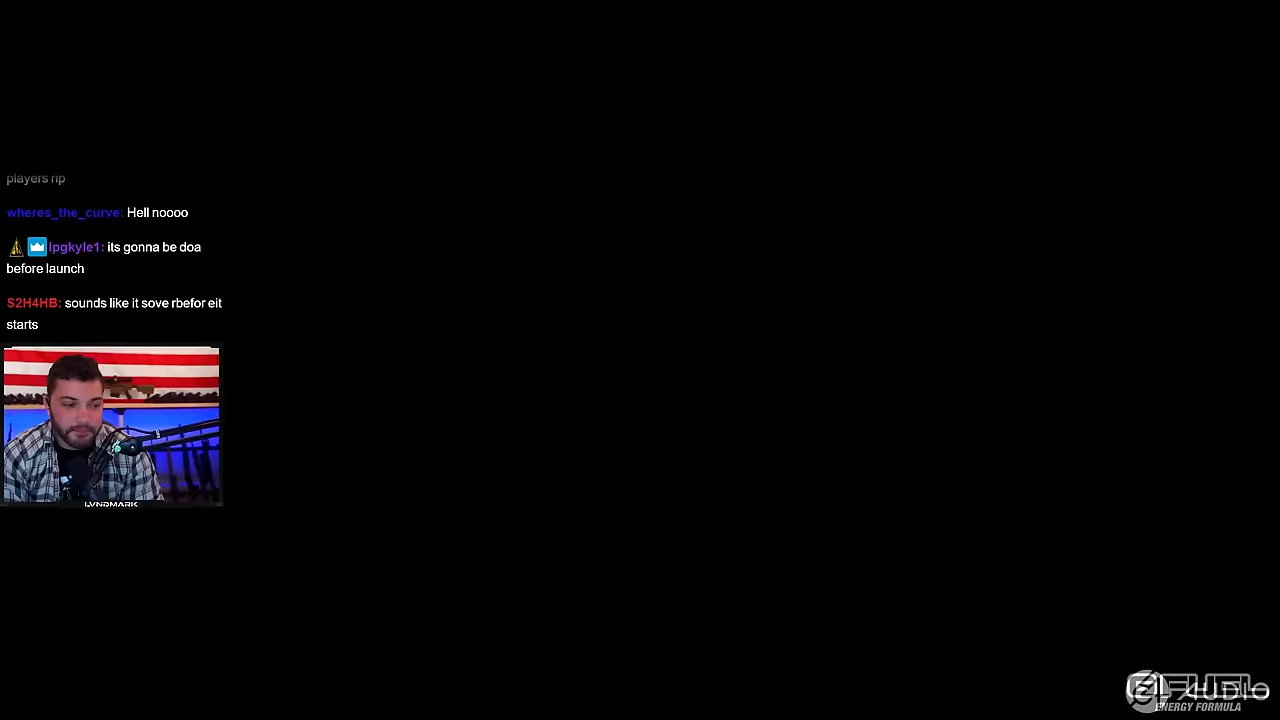 players rip
wheres_the_curve: Hell noooo
lpgkyle1: its gonna be doa
before launch
S2H4HB: sounds like it sove rbefor eit
starts
LVNDMARK
ENERGY FORMULA